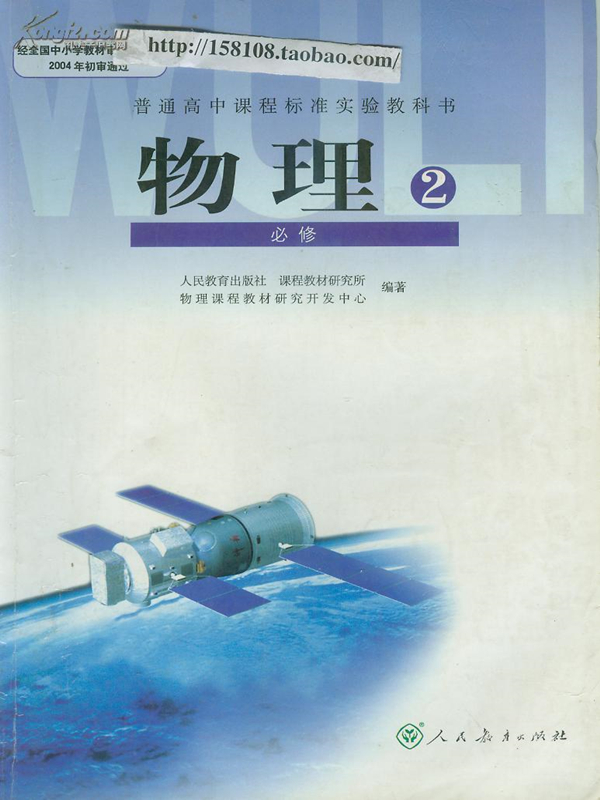 Kongfz.com
经全国中小学教材审
2004年初审通过
http://158108.taobao.com/
WULI
普通高中课程标准实验教科书
物理 2
必修
人民教育出版社 课程教材研究所
物理课程教材研究开发中心
编著
人民教育出版社